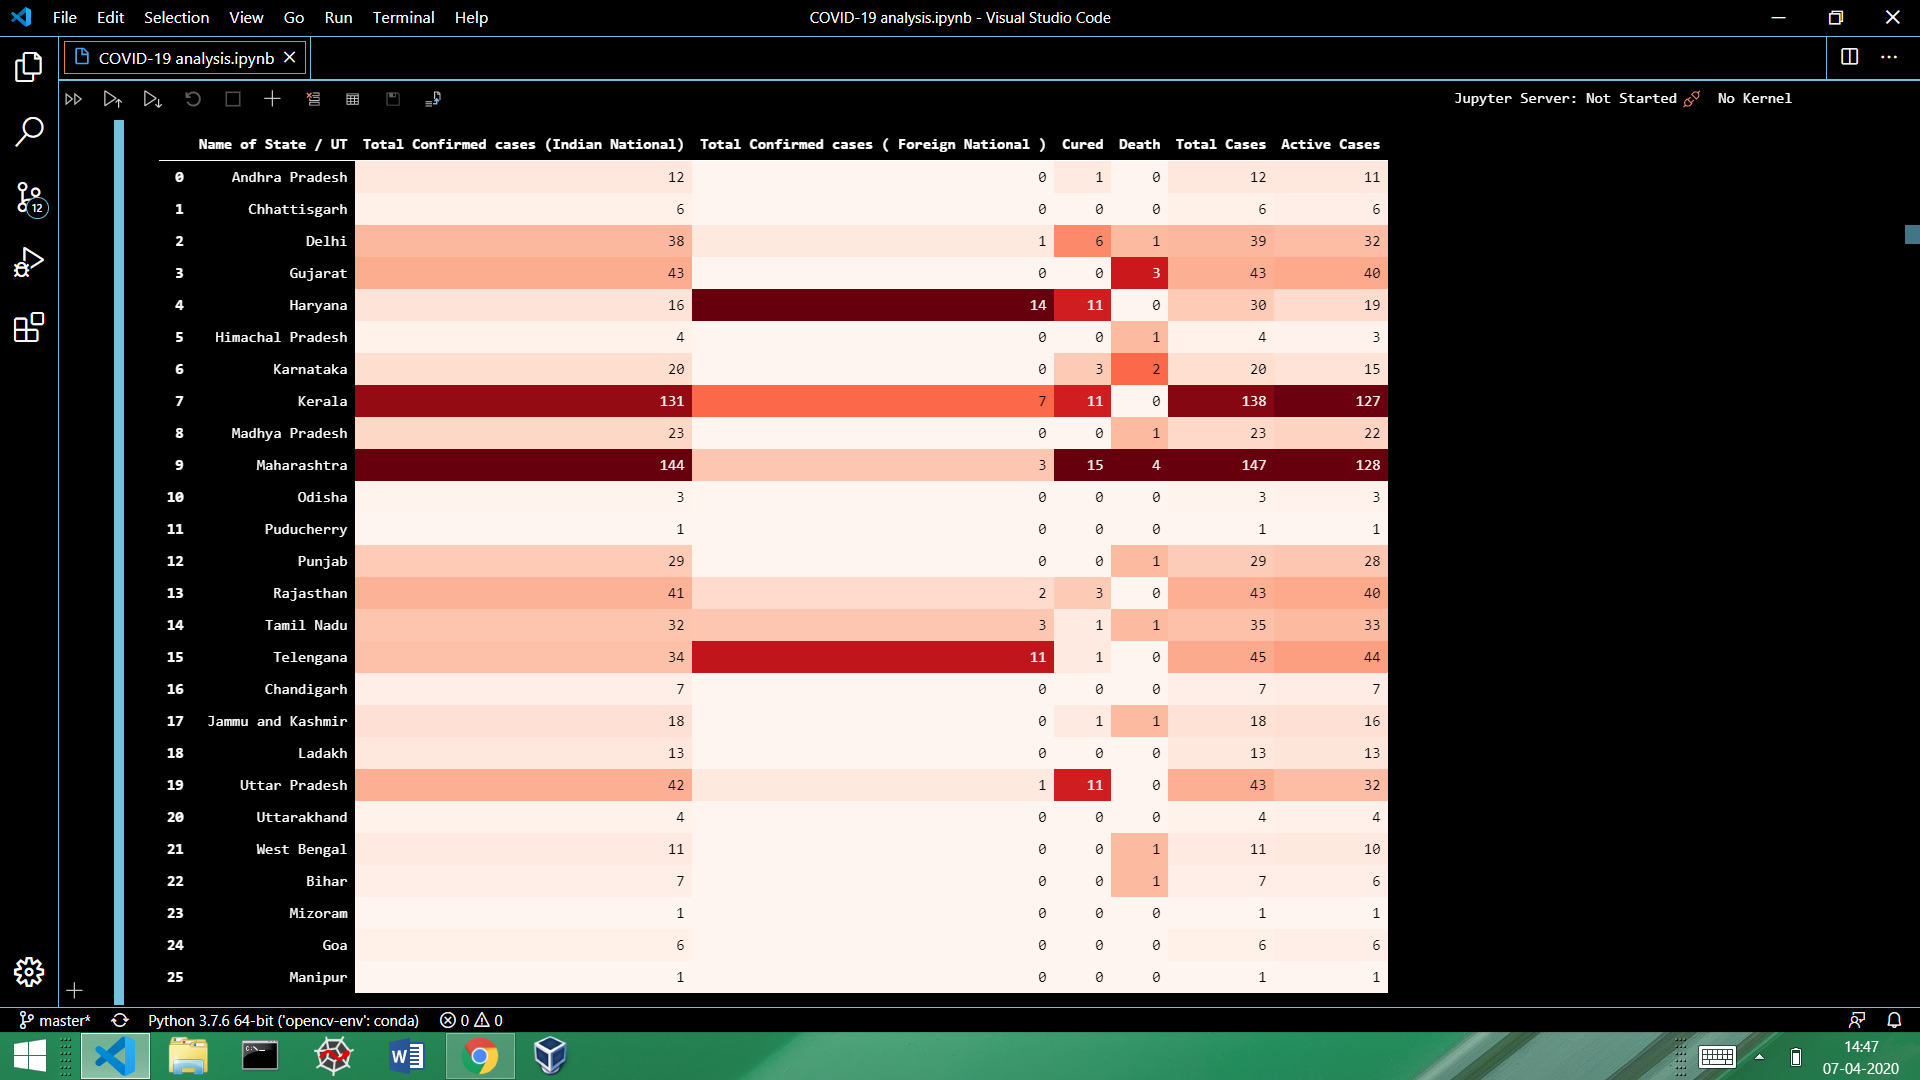 File Edit Selection View Go Run Terminal Help COVID-19 analysis.ipynb - Visual Studio Code
COVID-19 analysis.ipynb
Jupyter Server: Not Started No Kernel
Name of State / UT Total Confirmed cases (Indian National) Total Confirmed cases ( Foreign National ) Cured Death Total Cases Active Cases
0 Andhra Pradesh 12 0 1 0 12 11
1 Chhattisgarh 6 0 0 0 6 6
2 Delhi 38 1 6 1 39 32
3 Gujarat 43 0 0 3 43 40
4 Haryana 16 14 11 0 30 19
5 Himachal Pradesh 4 0 0 1 4 3
6 Karnataka 20 0 3 2 20 15
7 Kerala 131 7 11 0 138 127
8 Madhya Pradesh 23 0 0 1 23 22
9 Maharashtra 144 3 15 4 147 128
10 Odisha 3 0 0 0 3 3
11 Puducherry 1 0 0 0 1 1
12 Punjab 29 0 0 1 29 28
13 Rajasthan 41 2 3 0 43 40
14 Tamil Nadu 32 3 1 1 35 33
15 Telengana 34 11 1 0 45 44
16 Chandigarh 7 0 0 0 7 7
17 Jammu and Kashmir 18 0 1 1 18 16
18 Ladakh 13 0 0 0 13 13
19 Uttar Pradesh 42 1 11 0 43 32
20 Uttarakhand 4 0 0 0 4 4
21 West Bengal 11 0 0 1 11 10
22 Bihar 7 0 0 1 7 6
23 Mizoram 1 0 0 0 1 1
24 Goa 6 0 0 0 6 6
25 Manipur 1 0 0 0 1 1
12
master* Python 3.7.6 64-bit ('opencv-env': conda) 0 0
14:47
07-04-2020